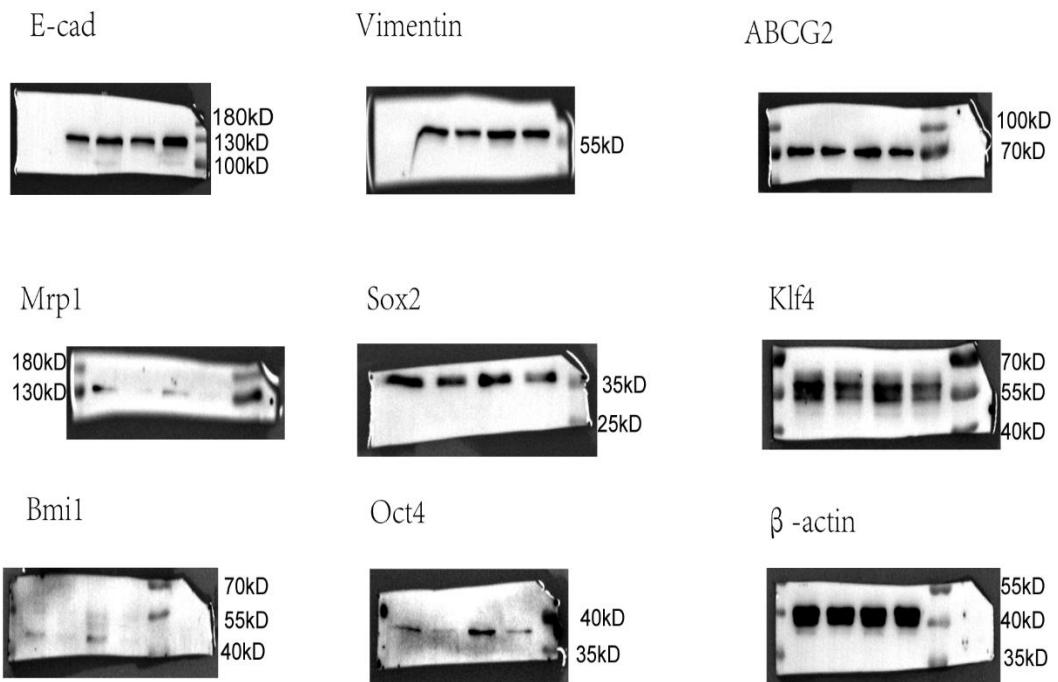 E-cad
180kD
130kD
100kD
Vimentin
55kD
ABCG2
100kD
70kD
Mrp1
180kD
130kD
Sox2
35kD
25kD
Klf4
70kD
55kD
40kD
Bmi1
70kD
55kD
40kD
Oct4
40kD
35kD
β -actin
55kD
40kD
35kD